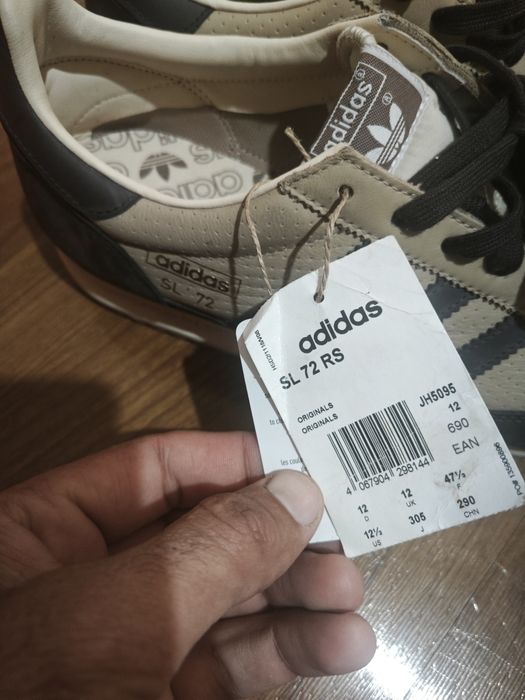 adidas
adidas
SL 72
adidas
SL 72 RS
ORIGINALS
ORIGINALS
JH5095
12
690
EAN
4 067904 298144
12 12 47⅓
D UK F
12½ 305 290
US J CHN